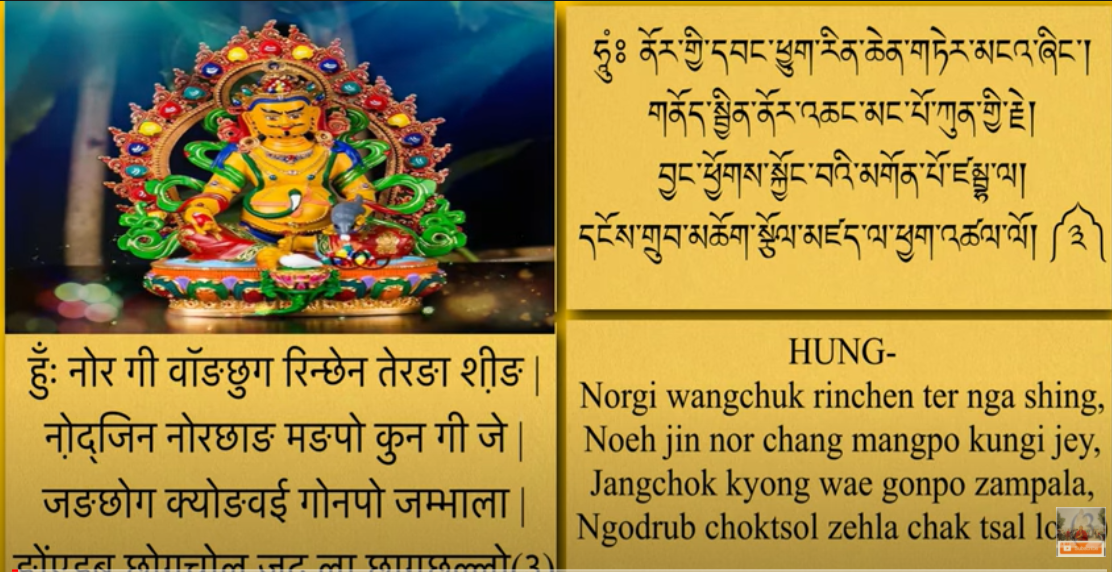 ཧཱུྃ༔ ནོར་གྱི་དབང་ཕྱུག་རིན་ཆེན་གཏེར་མངའ་ཞིང་།
གནོད་སྦྱིན་ནོར་འཆང་མང་པོ་ཀུན་གྱི་རྗེ།
བྱང་ཕྱོགས་སྐྱོང་བའི་མགོན་པོ་ཛམྦྷ་ལ།
དངོས་གྲུབ་མཆོག་སྩོལ་མཛད་ལ་ཕྱག་འཚལ་ལོ། ༼༣༽
हुँः नोर गी वॉङछुग रिन्छेन तेरङा श़ीङ |
ऩोद्जिन नोरछाङ मङपो कुन गी जे |
जङछोग क्योङवई गोनपो जम्भाला |
HUNG-
Norgi wangchuk rinchen ter nga shing,
Noeh jin nor chang mangpo kungi jey,
Jangchok kyong wae gonpo zampala,
Ngodrub choktsol zehla chak tsal lo